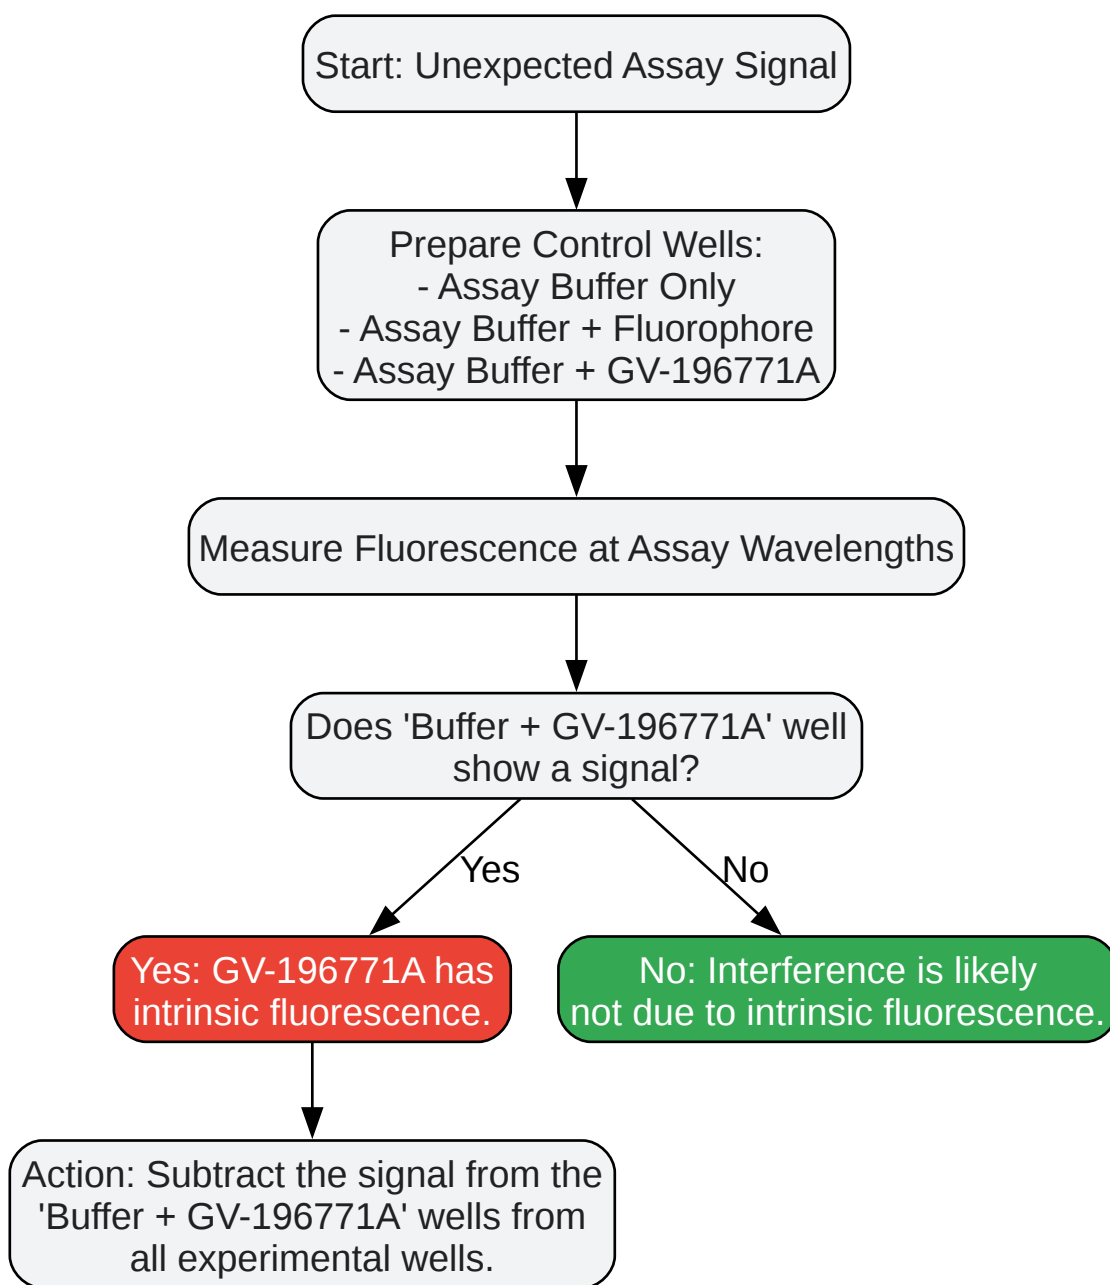 Start: Unexpected Assay Signal
Prepare Control Wells:
- Assay Buffer Only
- Assay Buffer + Fluorophore
- Assay Buffer + GV-196771A
Measure Fluorescence at Assay Wavelengths
Does 'Buffer + GV-196771A' well
show a signal?
Yes
No
Yes: GV-196771A has
intrinsic fluorescence.
No: Interference is likely
not due to intrinsic fluorescence.
Action: Subtract the signal from the
'Buffer + GV-196771A' wells from
all experimental wells.